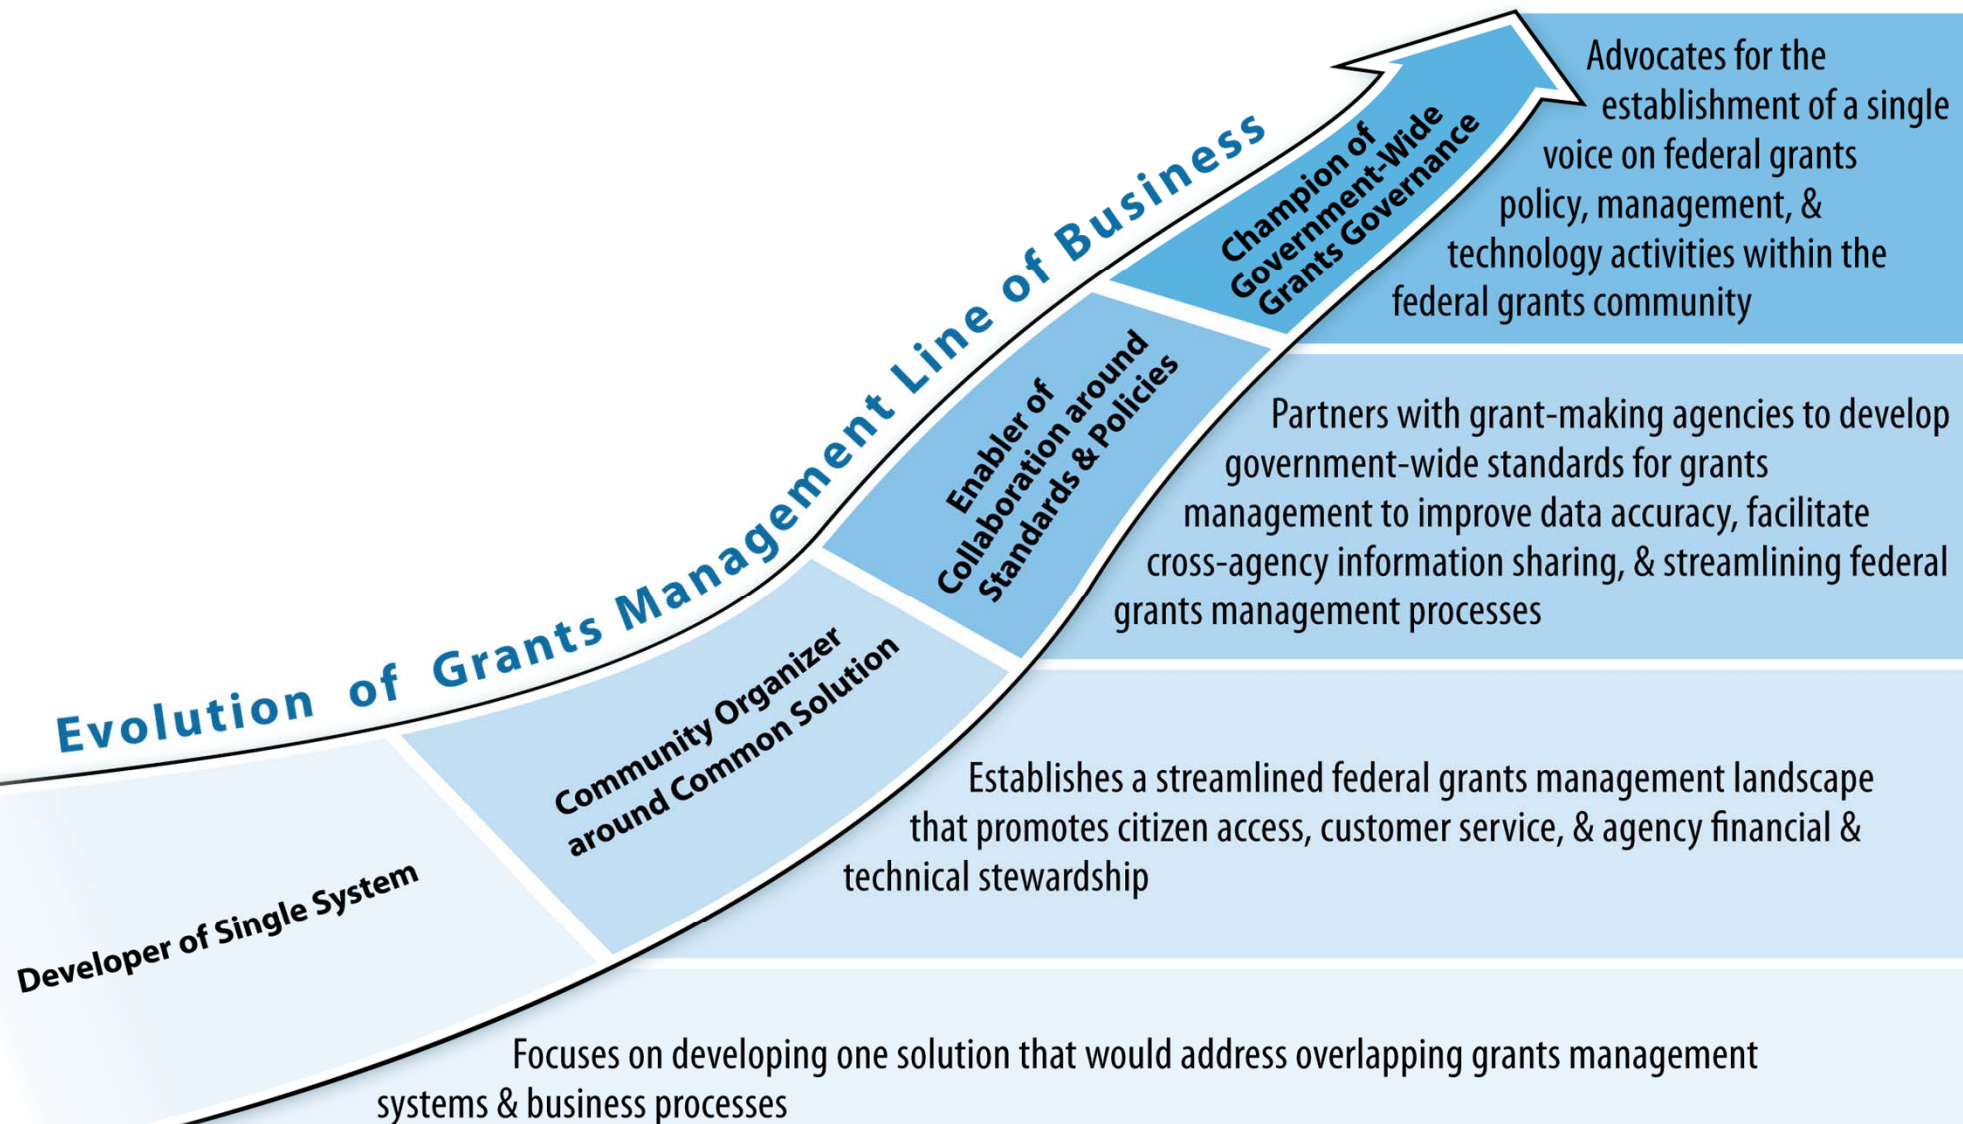 Evolution of Grants Management Line of Business
Champion of
Government-Wide
Grants Governance
Advocates for the
establishment of a single
voice on federal grants
policy, management, &
technology activities within the
federal grants community
Enabler of
Collaboration around
Standards & Policies
Partners with grant-making agencies to develop
government-wide standards for grants
management to improve data accuracy, facilitate
cross-agency information sharing, & streamlining federal
grants management processes
Community Organizer
around Common Solution
Establishes a streamlined federal grants management landscape
that promotes citizen access, customer service, & agency financial &
technical stewardship
Developer of Single System
Focuses on developing one solution that would address overlapping grants management
systems & business processes